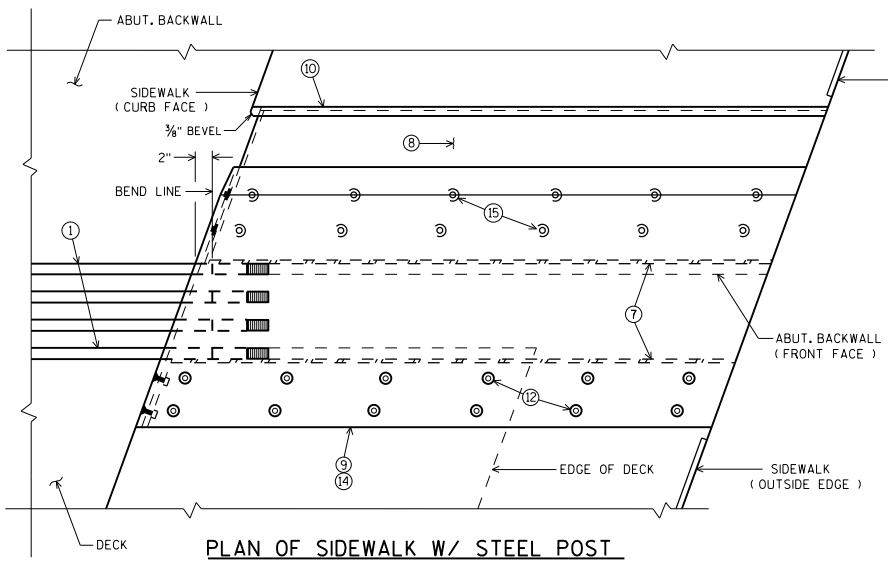 ABUT. BACKWALL
10
SIDEWALK
( CURB FACE )
3/8" BEVEL
8
2"
BEND LINE
15
1
7
ABUT. BACKWALL
( FRONT FACE )
12
9
14
EDGE OF DECK
SIDEWALK
( OUTSIDE EDGE )
DECK
PLAN OF SIDEWALK W/ STEEL POST